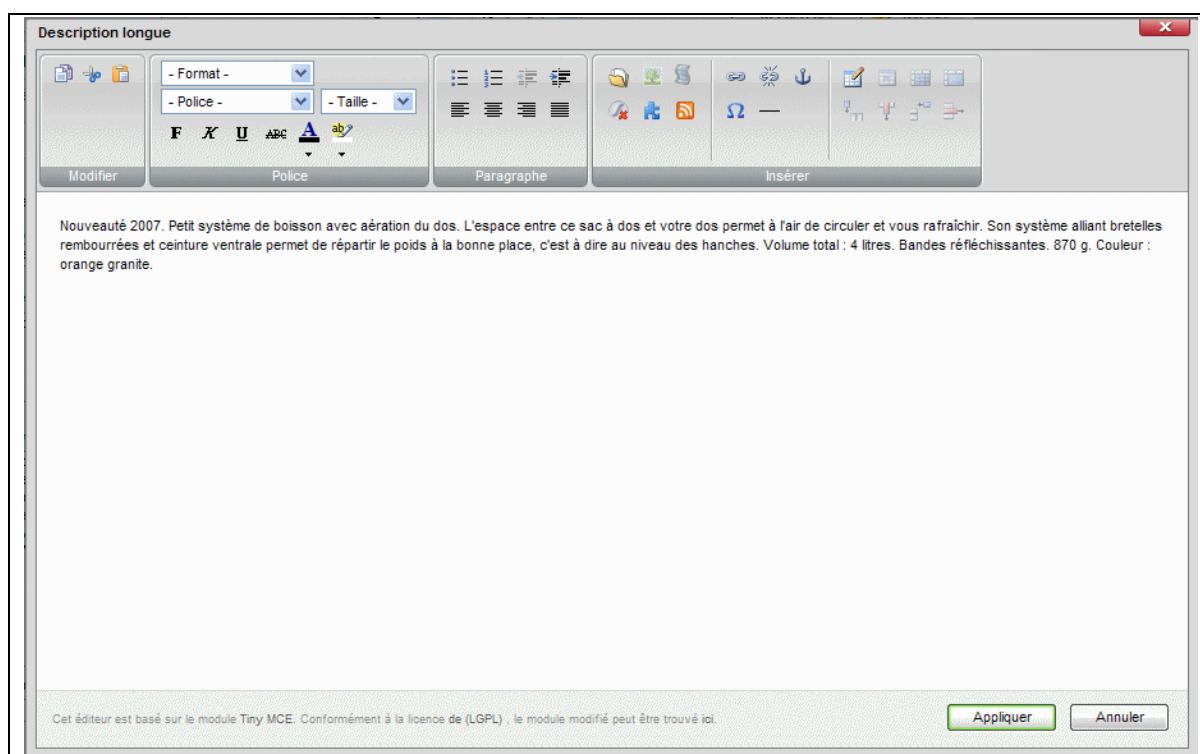 Description longue
- Format -
- Police -
- Taille -
F K U ABC A ab
Modifier
Police
Paragraphe
Insérer
Nouveauté 2007. Petit système de boisson avec aération du dos. L'espace entre ce sac à dos et votre dos permet à l'air de circuler et vous rafraîchir. Son système alliant bretelles
rembourrées et ceinture ventrale permet de répartir le poids à la bonne place, c'est à dire au niveau des hanches. Volume total : 4 litres. Bandes réfléchissantes. 870 g. Couleur :
orange granite.
Cet éditeur est basé sur le module Tiny MCE. Conformément à la licence de (LGPL) , le module modifié peut être trouvé ici.
Appliquer
Annuler